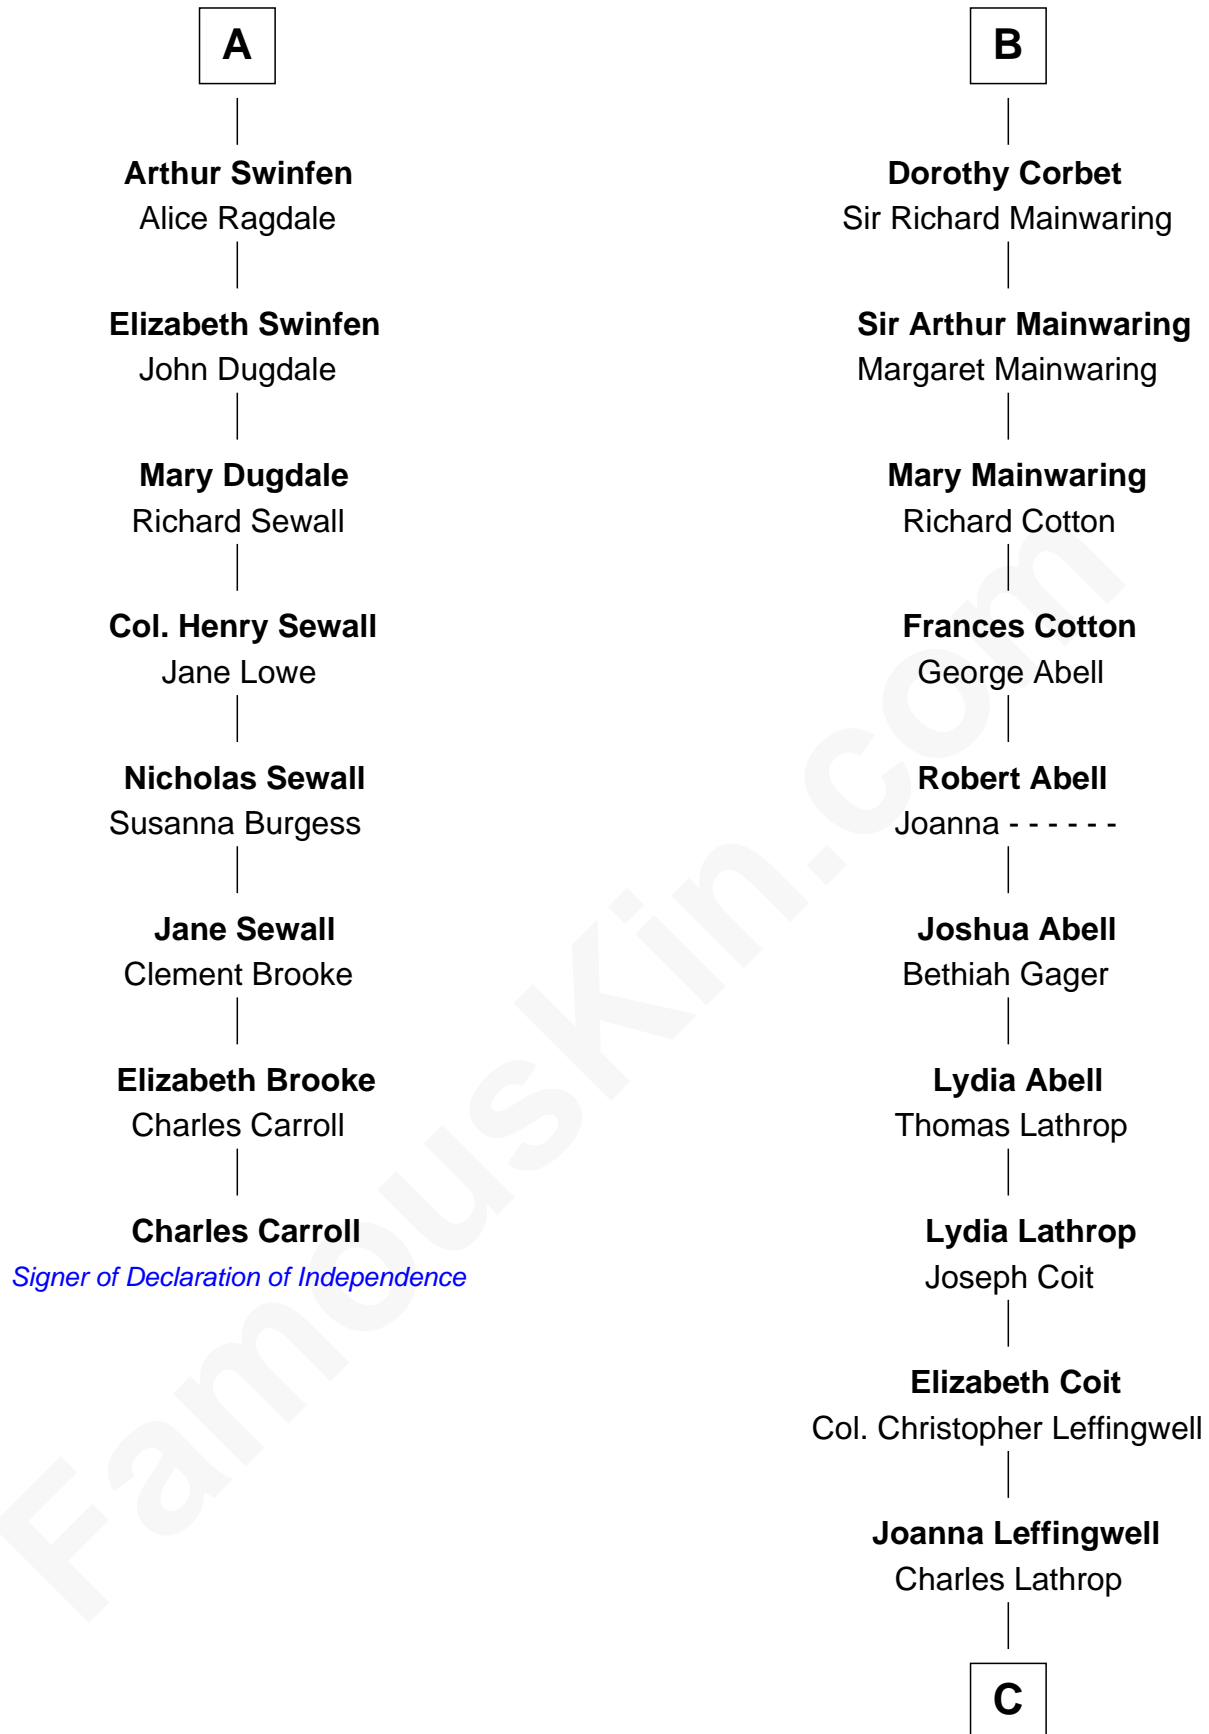 A
Arthur Swinfen
Alice Ragdale
Elizabeth Swinfen
John Dugdale
Mary Dugdale
Richard Sewall
Col. Henry Sewall
Jane Lowe
Nicholas Sewall
Susanna Burgess
Jane Sewall
Clement Brooke
Elizabeth Brooke
Charles Carroll
Charles Carroll
Signer of Declaration of Independence
B
Dorothy Corbet
Sir Richard Mainwaring
Sir Arthur Mainwaring
Margaret Mainwaring
Mary Mainwaring
Richard Cotton
Frances Cotton
George Abell
Robert Abell
Joanna - - - - - -
Joshua Abell
Bethiah Gager
Lydia Abell
Thomas Lathrop
Lydia Lathrop
Joseph Coit
Elizabeth Coit
Col. Christopher Leffingwell
Joanna Leffingwell
Charles Lathrop
C
FamousKin.com